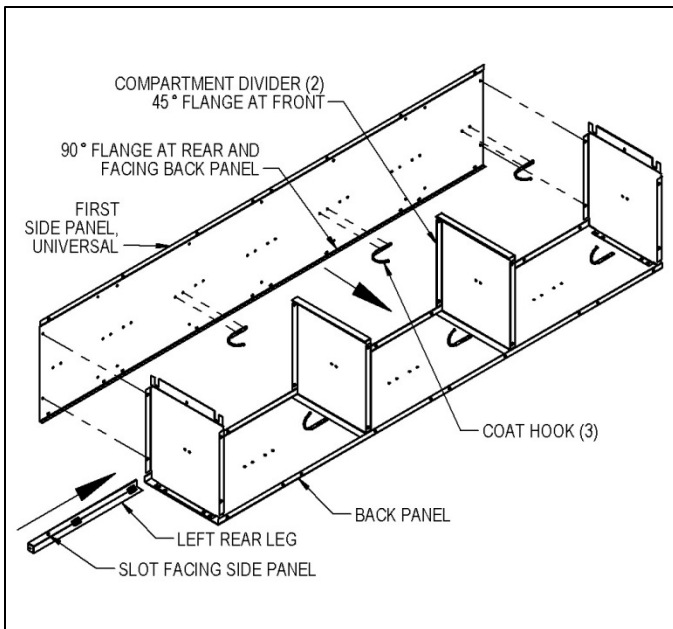 COMPARTMENT DIVIDER (2)
45° FLANGE AT FRONT
90° FLANGE AT REAR AND
FACING BACK PANEL
FIRST
SIDE PANEL,
UNIVERSAL
COAT HOOK (3)
BACK PANEL
LEFT REAR LEG
SLOT FACING SIDE PANEL